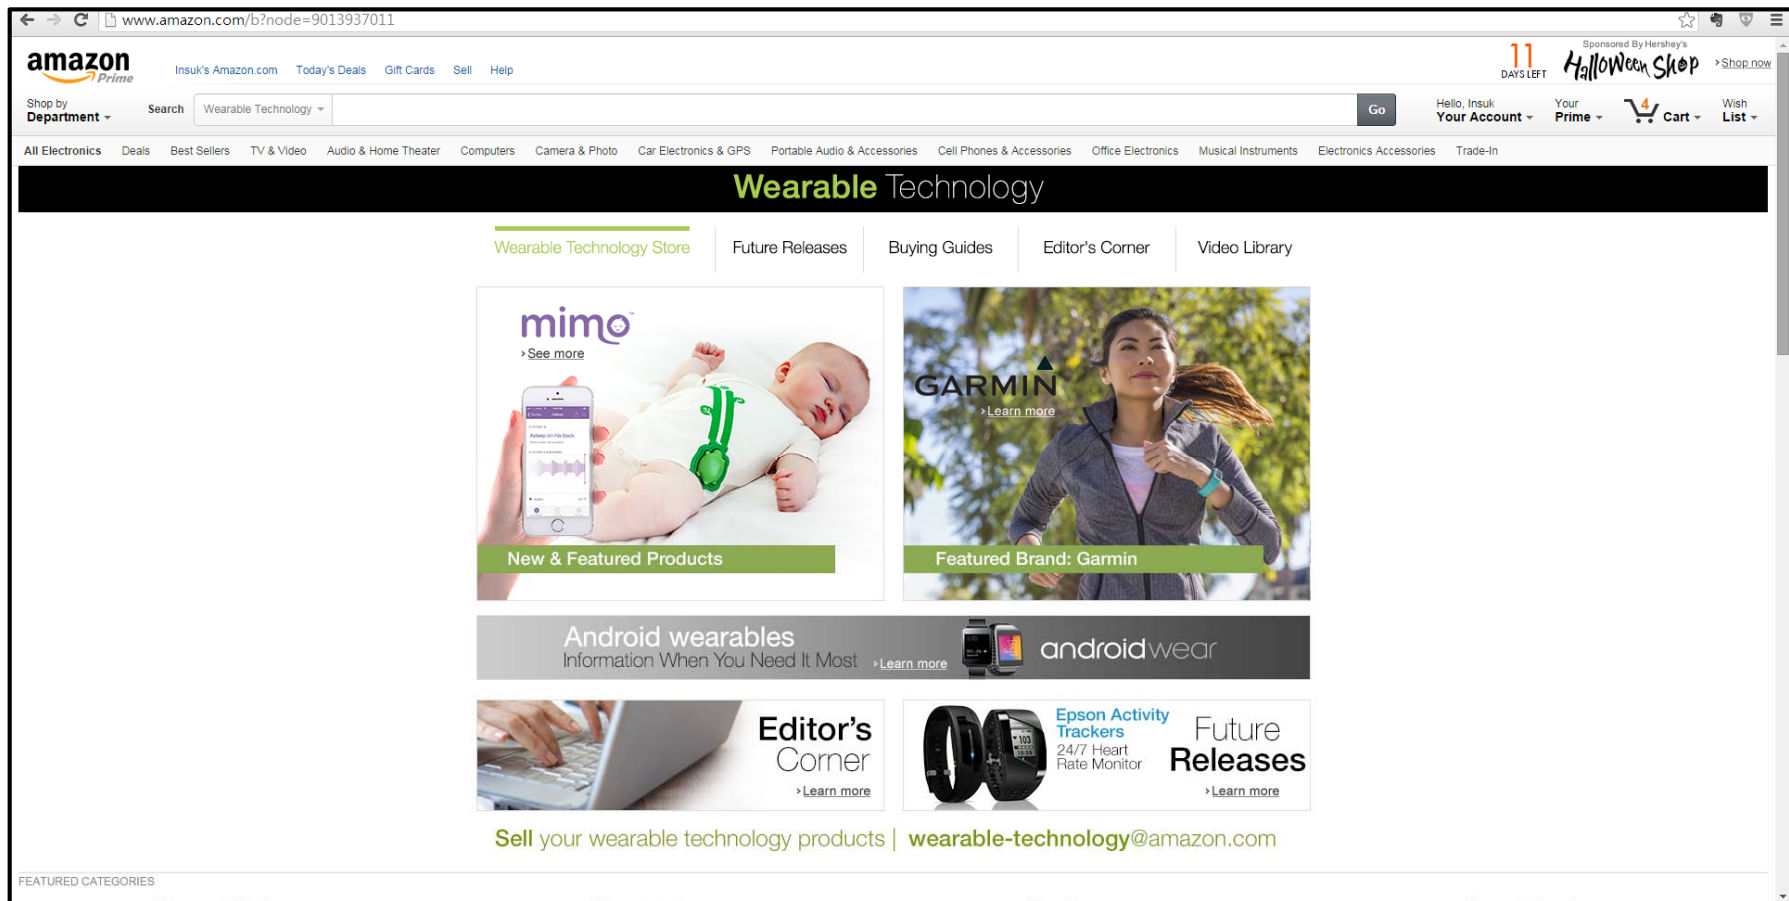 www.amazon.com/b?node=9013937011
amazon
Prime
Insuk's Amazon.com Today's Deals Gift Cards Sell Help
11
DAYS LEFT
Sponsored By Hershey's
Halloween Shop
Shop now
Shop by
Department
Search Wearable Technology
Go
Hello, Insuk
Your Account
Your
Prime
4
Cart
Wish
List
All Electronics Deals Best Sellers TV & Video Audio & Home Theater Computers Camera & Photo Car Electronics & GPS Portable Audio & Accessories Cell Phones & Accessories Office Electronics Musical Instruments Electronics Accessories Trade-In
Wearable Technology
Wearable Technology Store Future Releases Buying Guides Editor's Corner Video Library
mimo™
See more
Asleep on his back
New & Featured Products
GARMIN
Learn more
Featured Brand: Garmin
Android wearables
Information When You Need It Most
Learn more
androidwear
Editor's
Corner
Learn more
Epson Activity
Trackers
24/7 Heart
Rate Monitor
Future
Releases
Learn more
Sell your wearable technology products | wearable-technology@amazon.com
FEATURED CATEGORIES